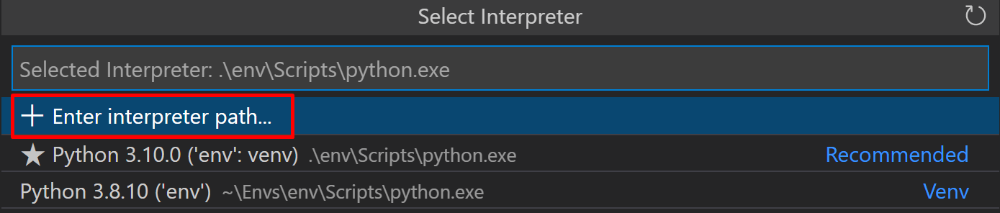 Select Interpreter
Selected Interpreter: .\env\Scripts\python.exe
Enter interpreter path...
Python 3.10.0 ('env': venv) .\env\Scripts\python.exe Recommended
Python 3.8.10 ('env') ~\Envs\env\Scripts\python.exe Venv